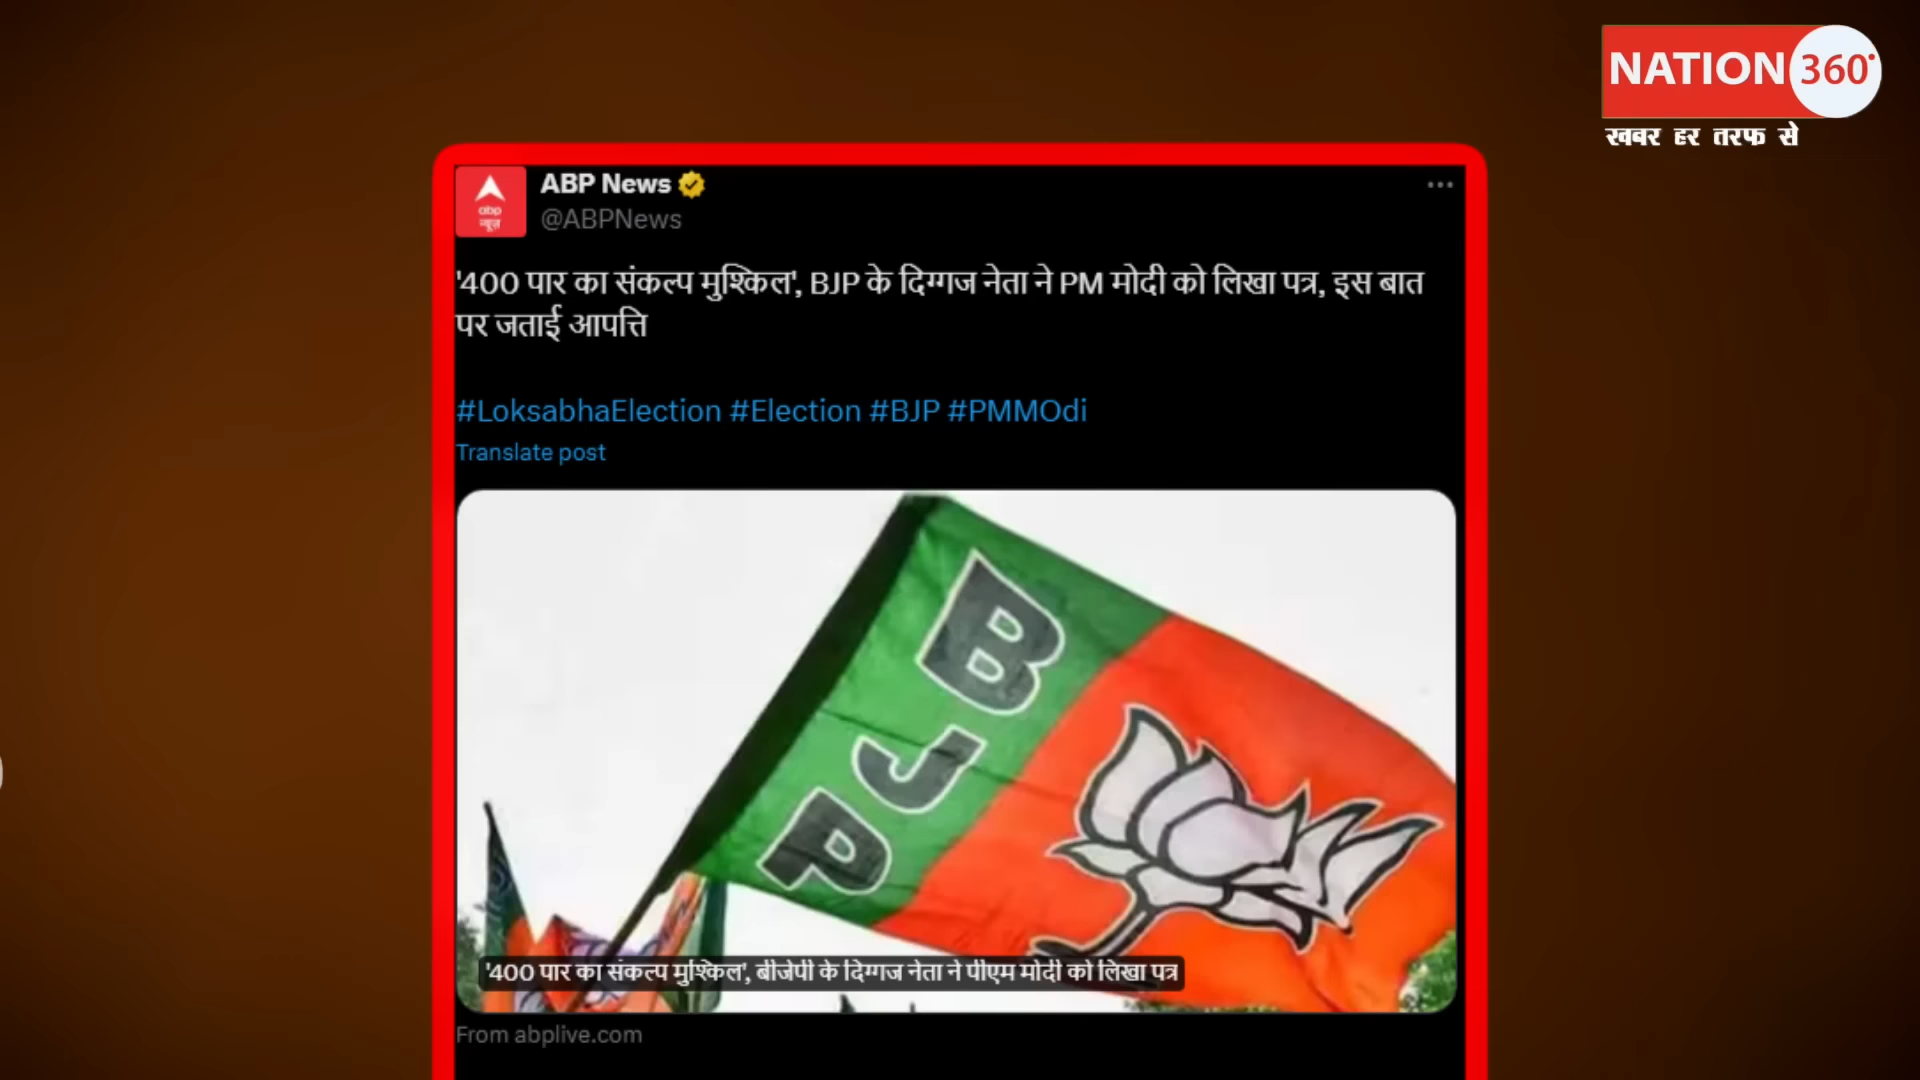 NATION 360°
खबर हर तरफ से
ABP News
@ABPNews
abp
न्यूज़
'400 पार का संकल्प मुश्किल', BJP के दिग्गज नेता ने PM मोदी को लिखा पत्र, इस बात
पर जताई आपत्ति
#LoksabhaElection #Election #BJP #PMMOdi
Translate post
BJP
'400 पार का संकल्प मुश्किल', बीजेपी के दिग्गज नेता ने पीएम मोदी को लिखा पत्र
From abplive.com